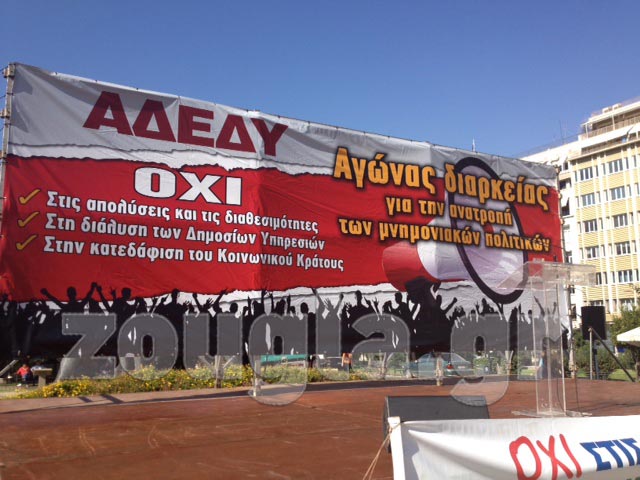 ΑΔΕΔΥ
ΟΧΙ
Στις απολύσεις και τις διαθεσιμότητες
Στη διάλυση των Δημοσίων Υπηρεσιών
Στην κατεδάφιση του Κοινωνικού Κράτους
Αγώνας διαρκείας
για την ανατροπή
των μνημονιακών πολιτικών
zougla.gr
ΟΧΙ ΣΤΙΣ